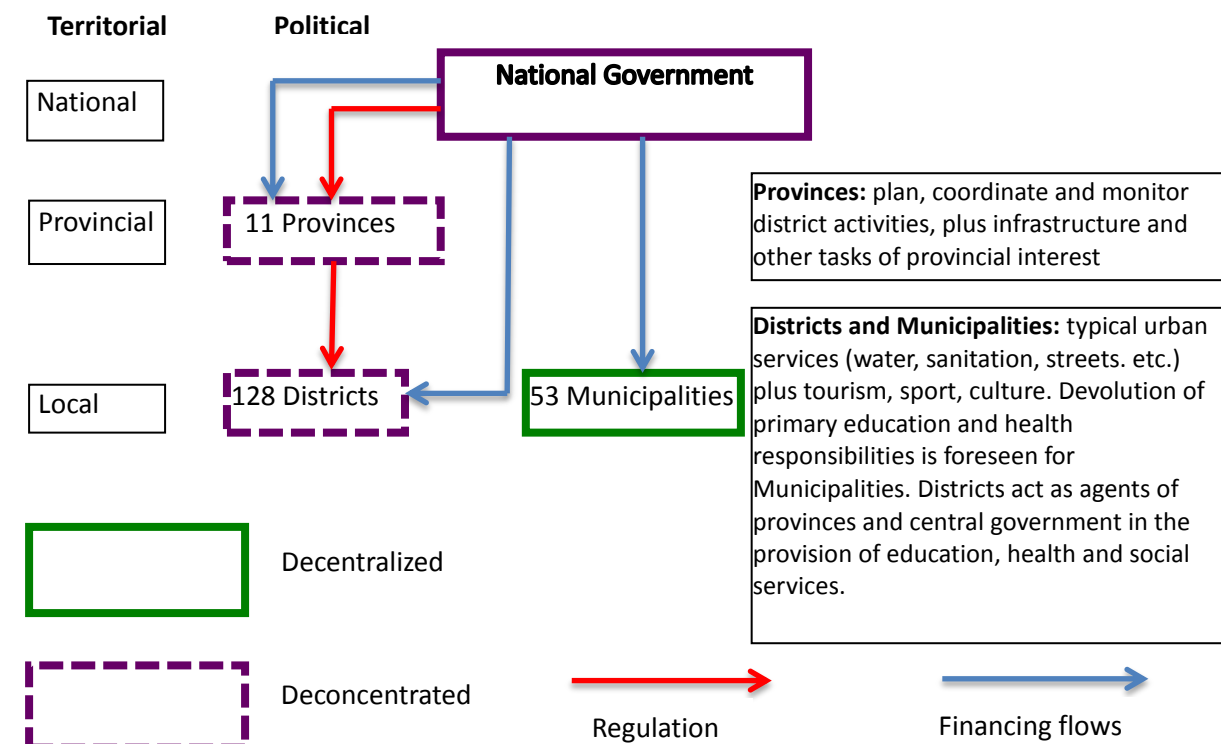 Territorial
Political
National Government
National
Provincial
11 Provinces
Provinces: plan, coordinate and monitor
district activities, plus infrastructure and
other tasks of provincial interest
Local
128 Districts
53 Municipalities
Districts and Municipalities: typical urban
services (water, sanitation, streets. etc.)
plus tourism, sport, culture. Devolution of
primary education and health
responsibilities is foreseen for
Municipalities. Districts act as agents of
provinces and central government in the
provision of education, health and social
services.
Decentralized
Deconcentrated
Regulation
Financing flows